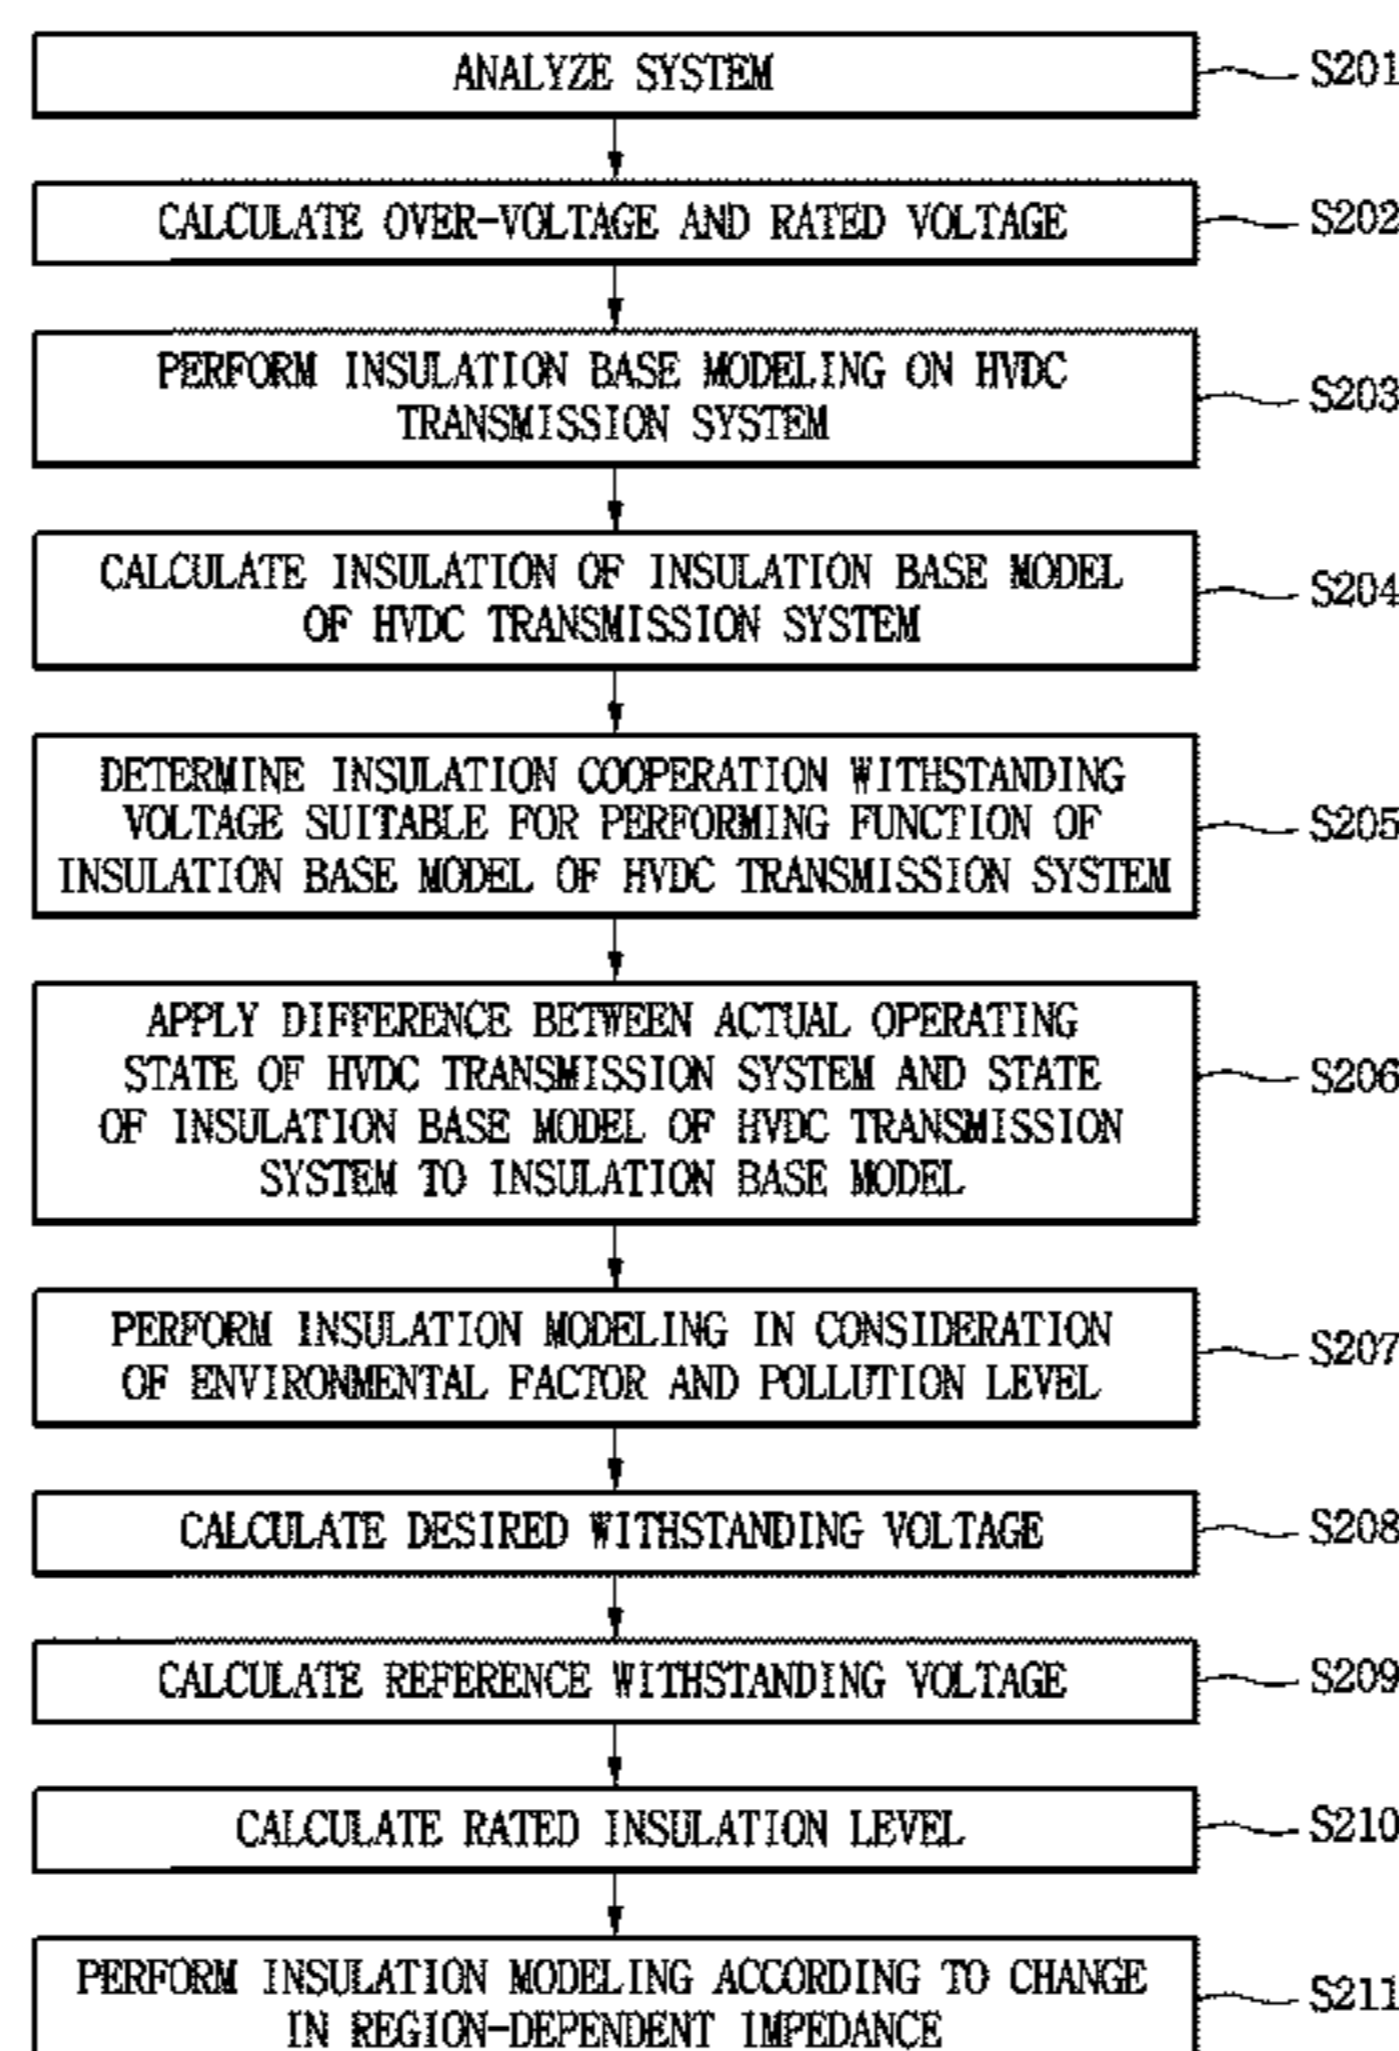 ANALYZE SYSTEM
S201
CALCULATE OVER-VOLTAGE AND RATED VOLTAGE
S202
PERFORM INSULATION BASE MODELING ON HVDC
TRANSMISSION SYSTEM
S203
CALCULATE INSULATION OF INSULATION BASE MODEL
OF HVDC TRANSMISSION SYSTEM
S204
DETERMINE INSULATION COOPERATION WITHSTANDING
VOLTAGE SUITABLE FOR PERFORMING FUNCTION OF
INSULATION BASE MODEL OF HVDC TRANSMISSION SYSTEM
S205
APPLY DIFFERENCE BETWEEN ACTUAL OPERATING
STATE OF HVDC TRANSMISSION SYSTEM AND STATE
OF INSULATION BASE MODEL OF HVDC TRANSMISSION
SYSTEM TO INSULATION BASE MODEL
S206
PERFORM INSULATION MODELING IN CONSIDERATION
OF ENVIRONMENTAL FACTOR AND POLLUTION LEVEL
S207
CALCULATE DESIRED WITHSTANDING VOLTAGE
S208
CALCULATE REFERENCE WITHSTANDING VOLTAGE
S209
CALCULATE RATED INSULATION LEVEL
S210
PERFORM INSULATION MODELING ACCORDING TO CHANGE
IN REGION-DEPENDENT IMPEDANCE
S211